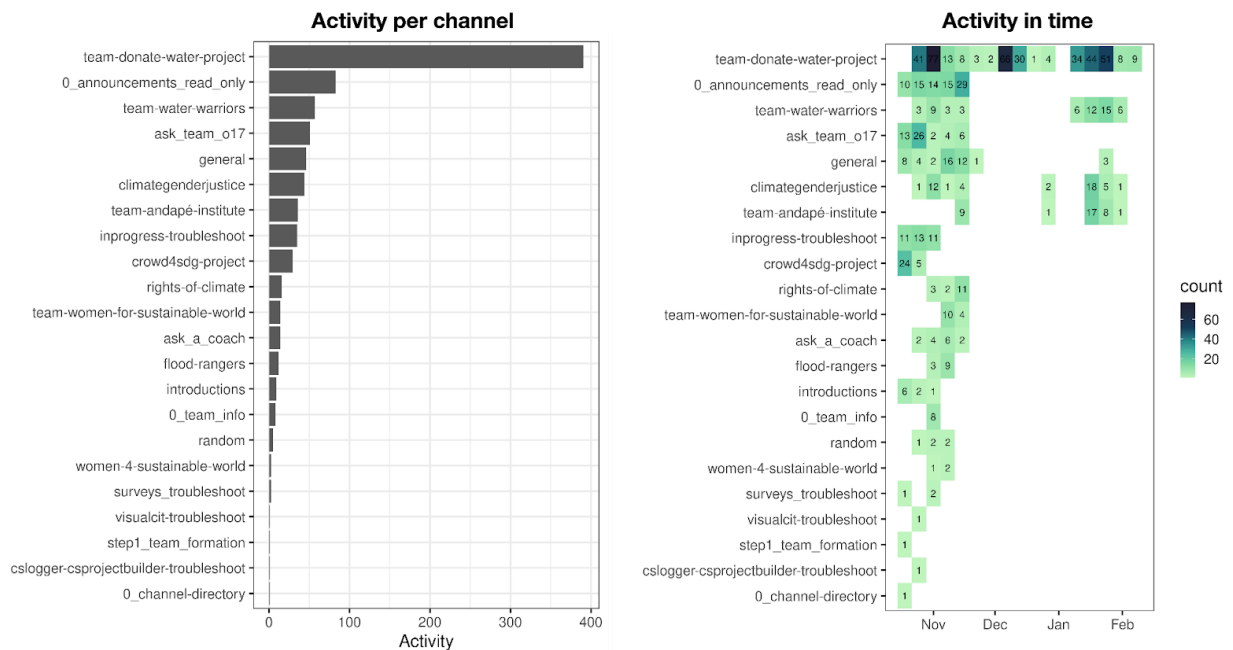 Activity per channel
team-donate-water-project
0_announcements_read_only
team-water-warriors
ask_team_o17
general
climategenderjustice
team-andapé-institute
inprogress-troubleshoot
crowd4sdg-project
rights-of-climate
team-women-for-sustainable-world
ask_a_coach
flood-rangers
introductions
0_team_info
random
women-4-sustainable-world
surveys_troubleshoot
visualcit-troubleshoot
step1_team_formation
cslogger-csprojectbuilder-troubleshoot
0_channel-directory
0 100 200 300 400
Activity
Activity in time
team-donate-water-project 41 77 13 8 3 2 30 1 4 34 44 51 8 9
0_announcements_read_only 10 15 14 15 29
team-water-warriors 3 9 3 3 6 12 15 6
ask_team_o17 13 26 2 4 6
general 8 4 2 16 12 1 3
climategenderjustice 1 12 1 4 2 18 5 1
team-andapé-institute 9 1 17 8 1
inprogress-troubleshoot 11 13 11
crowd4sdg-project 24 5
rights-of-climate 3 2 11
team-women-for-sustainable-world 10 4
ask_a_coach 2 4 6 2
flood-rangers 3 9
introductions 6 2 1
0_team_info 8
random 1 2 2
women-4-sustainable-world 1 2
surveys_troubleshoot 1 2
visualcit-troubleshoot 1
step1_team_formation 1
cslogger-csprojectbuilder-troubleshoot 1
0_channel-directory 1
Nov Dec Jan Feb
count
60
40
20